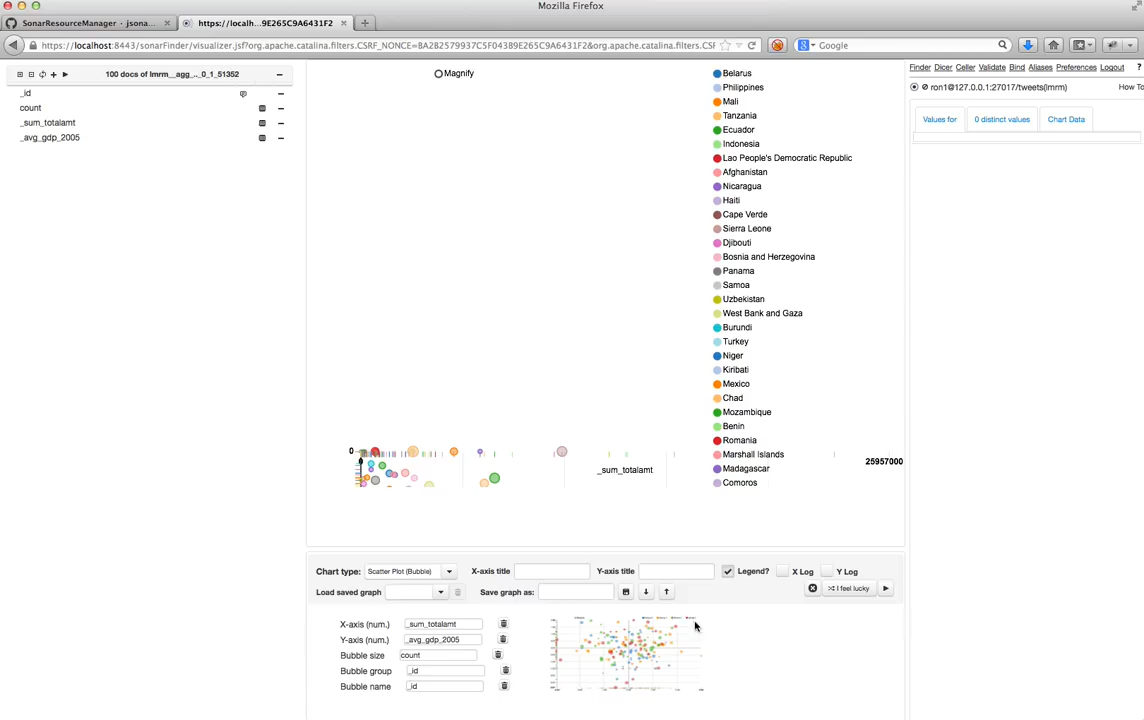 Mozilla Firefox
SonarResourceManager · jsona... ×
https://localh...9E265C9A6431F2 ×
https://localhost:8443/sonarFinder/visualizer.jsf?org.apache.catalina.filters.CSRF_NONCE=BA2B2579937C5F04389E265C9A6431F2&org.apache.catalina.filters.CSF
Google
100 docs of lmrm__agg_.._0_1_51352
_id
count
_sum_totalamt
_avg_gdp_2005
Magnify
Belarus
Philippines
Mali
Tanzania
Ecuador
Indonesia
Lao People's Democratic Republic
Afghanistan
Nicaragua
Haiti
Cape Verde
Sierra Leone
Djibouti
Bosnia and Herzegovina
Panama
Samoa
Uzbekistan
West Bank and Gaza
Burundi
Turkey
Niger
Kiribati
Mexico
Chad
Mozambique
Benin
Romania
Marshall Islands
Madagascar
Comoros
0
0
_sum_totalamt
25957000
Finder Dicer Celler Validate Bind Aliases Preferences Logout ?
ron1@127.0.0.1:27017/tweets(lmrm) How To
Values for
0 distinct values
Chart Data
Chart type: Scatter Plot (Bubble) X-axis title Y-axis title Legend? X Log Y Log
Load saved graph Save graph as: I feel lucky
X-axis (num.) _sum_totalamt
Y-axis (num.) _avg_gdp_2005
Bubble size count
Bubble group _id
Bubble name _id